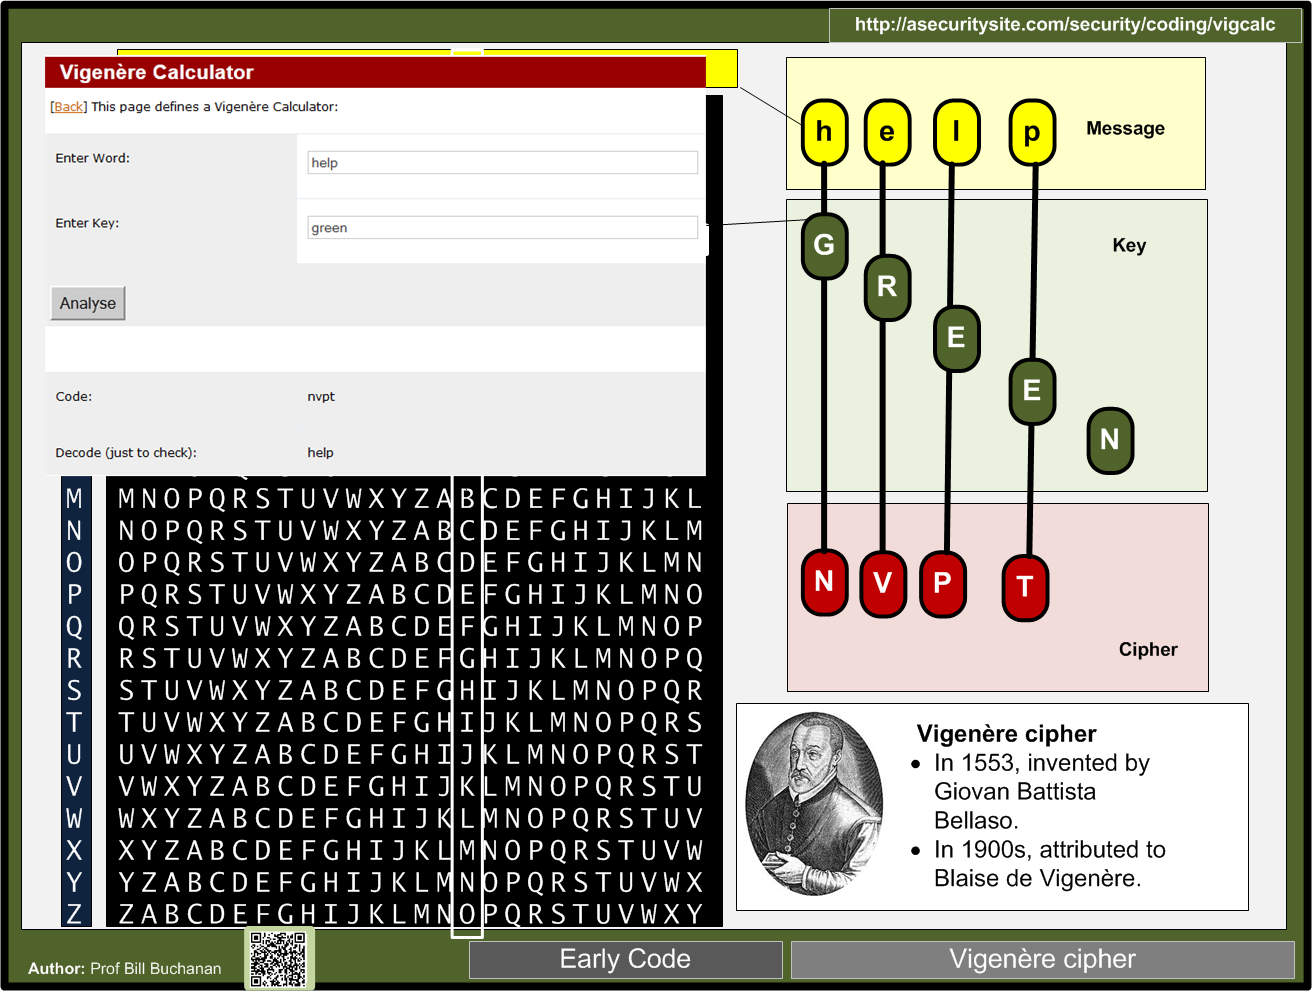 http://asecuritysite.com/security/coding/vigcalc
Vigenère Calculator
[Back] This page defines a Vigenère Calculator:
Enter Word:
help
Enter Key:
green
Analyse
Code:
nvpt
Decode (just to check):
help
M MNOPQRSTUVWXYZABCDEFGHIJKL
N NOPQRSTUVWXYZABCDEFGHIJKLM
O OPQRSTUVWXYZABCDEFGHIJKLMN
P PQRSTUVWXYZABCDEFGHIJKLMNO
Q QRSTUVWXYZABCDEFGHIJKLMNOP
R RSTUVWXYZABCDEFGHIJKLMNOPQ
S STUVWXYZABCDEFGHIJKLMNOPQR
T TUVWXYZABCDEFGHIJKLMNOPQRS
U UVWXYZABCDEFGHIJKLMNOPQRST
V VWXYZABCDEFGHIJKLMNOPQRSTU
W WXYZABCDEFGHIJKLMNOPQRSTUV
X XYZABCDEFGHIJKLMNOPQRSTUVW
Y YZABCDEFGHIJKLMNOPQRSTUVWX
Z ZABCDEFGHIJKLMNOPQRSTUVWXY
h e l p Message
Key
G
R
E
E
N
N V P T
Cipher
Vigenère cipher
• In 1553, invented by
Giovan Battista
Bellaso.
• In 1900s, attributed to
Blaise de Vigenère.
Author: Prof Bill Buchanan
Early Code
Vigenère cipher